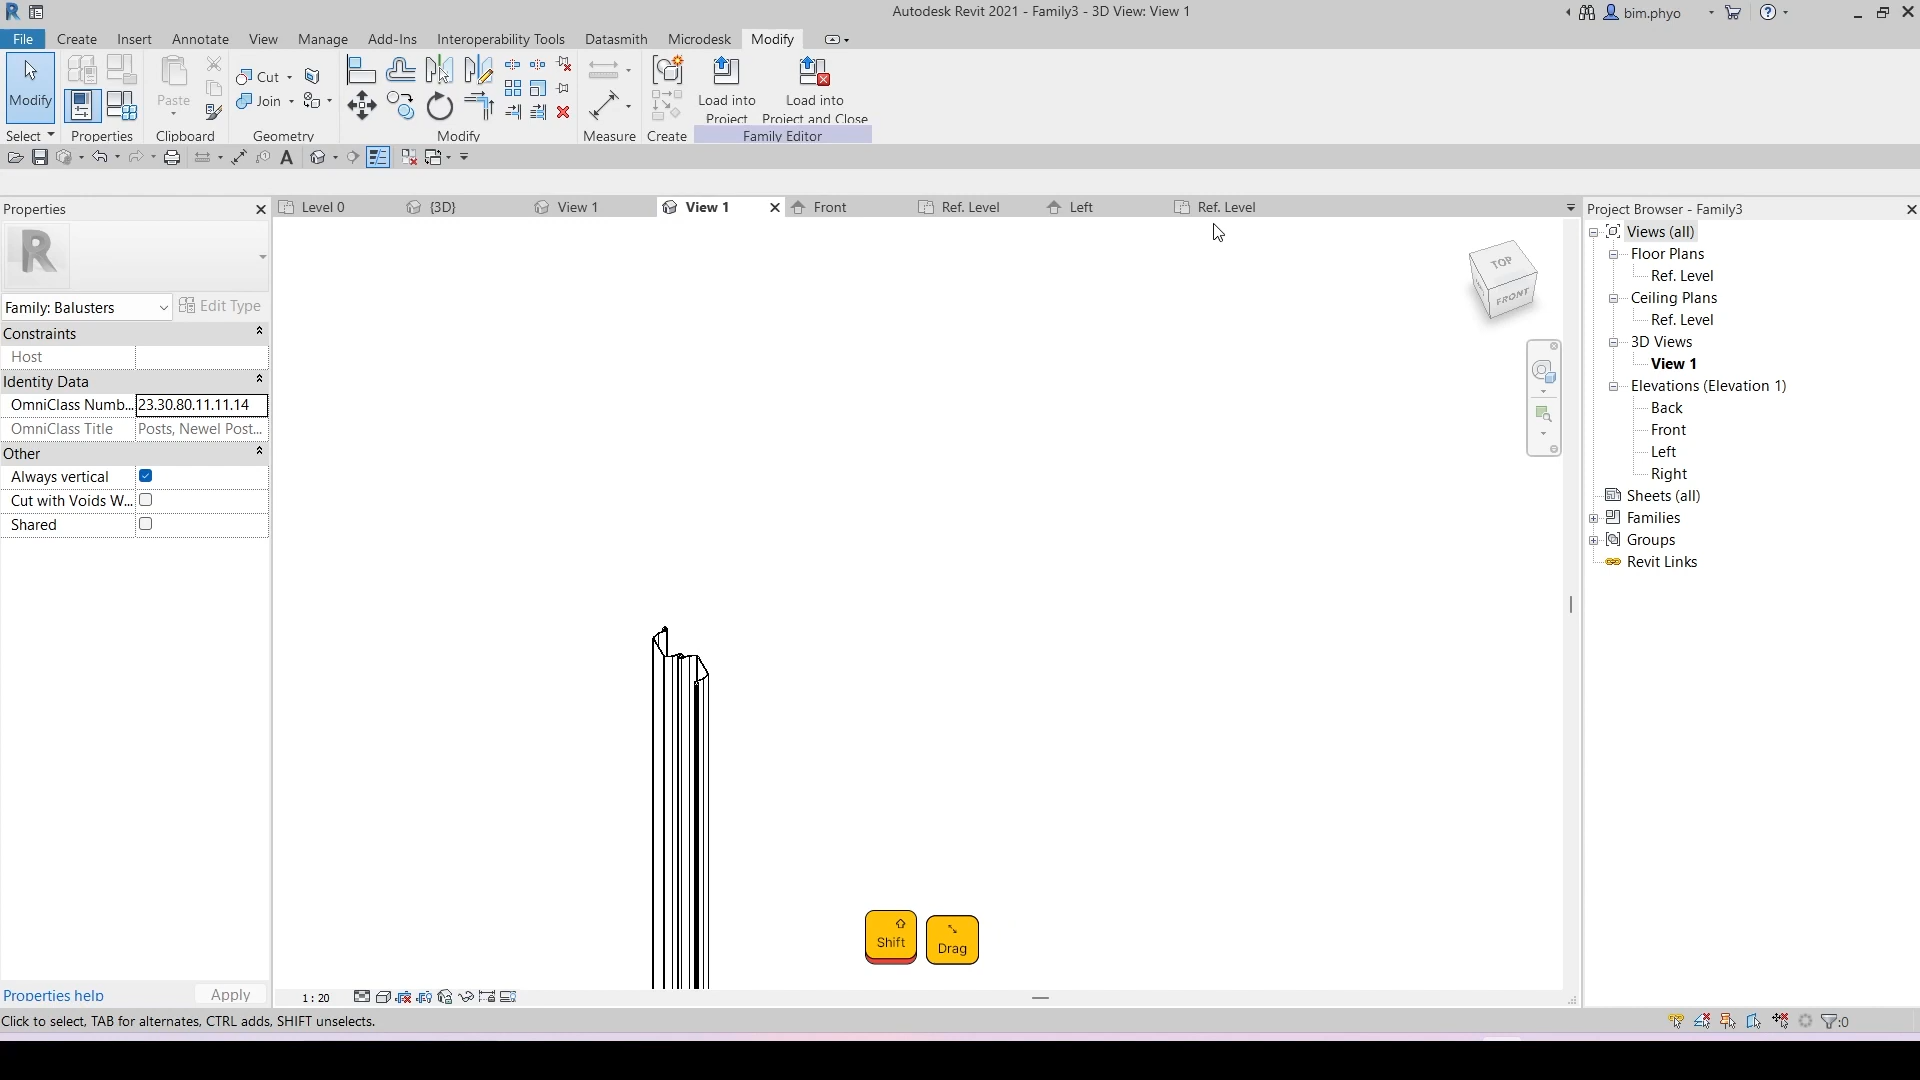 Autodesk Revit 2021 - Family3 - 3D View: View 1
bim.phyo
File Create Insert Annotate View Manage Add-Ins Interoperability Tools Datasmith Microdesk Modify
Modify
Paste
Cut
Join
Load into
Project
Load into
Project and Close
Select Properties Clipboard Geometry Modify Measure Create Family Editor
Properties
Level 0 {3D} View 1 View 1 Front Ref. Level Left Ref. Level
Project Browser - Family3
Family: Balusters Edit Type
Constraints
Host
Identity Data
OmniClass Numb... 23.30.80.11.11.14
OmniClass Title Posts, Newel Post...
Other
Always vertical
Cut with Voids W...
Shared
Properties help Apply
TOP
FRONT
Shift
Drag
1 : 20
Views (all)
Floor Plans
Ref. Level
Ceiling Plans
Ref. Level
3D Views
View 1
Elevations (Elevation 1)
Back
Front
Left
Right
Sheets (all)
Families
Groups
Revit Links
Click to select, TAB for alternates, CTRL adds, SHIFT unselects.
:0